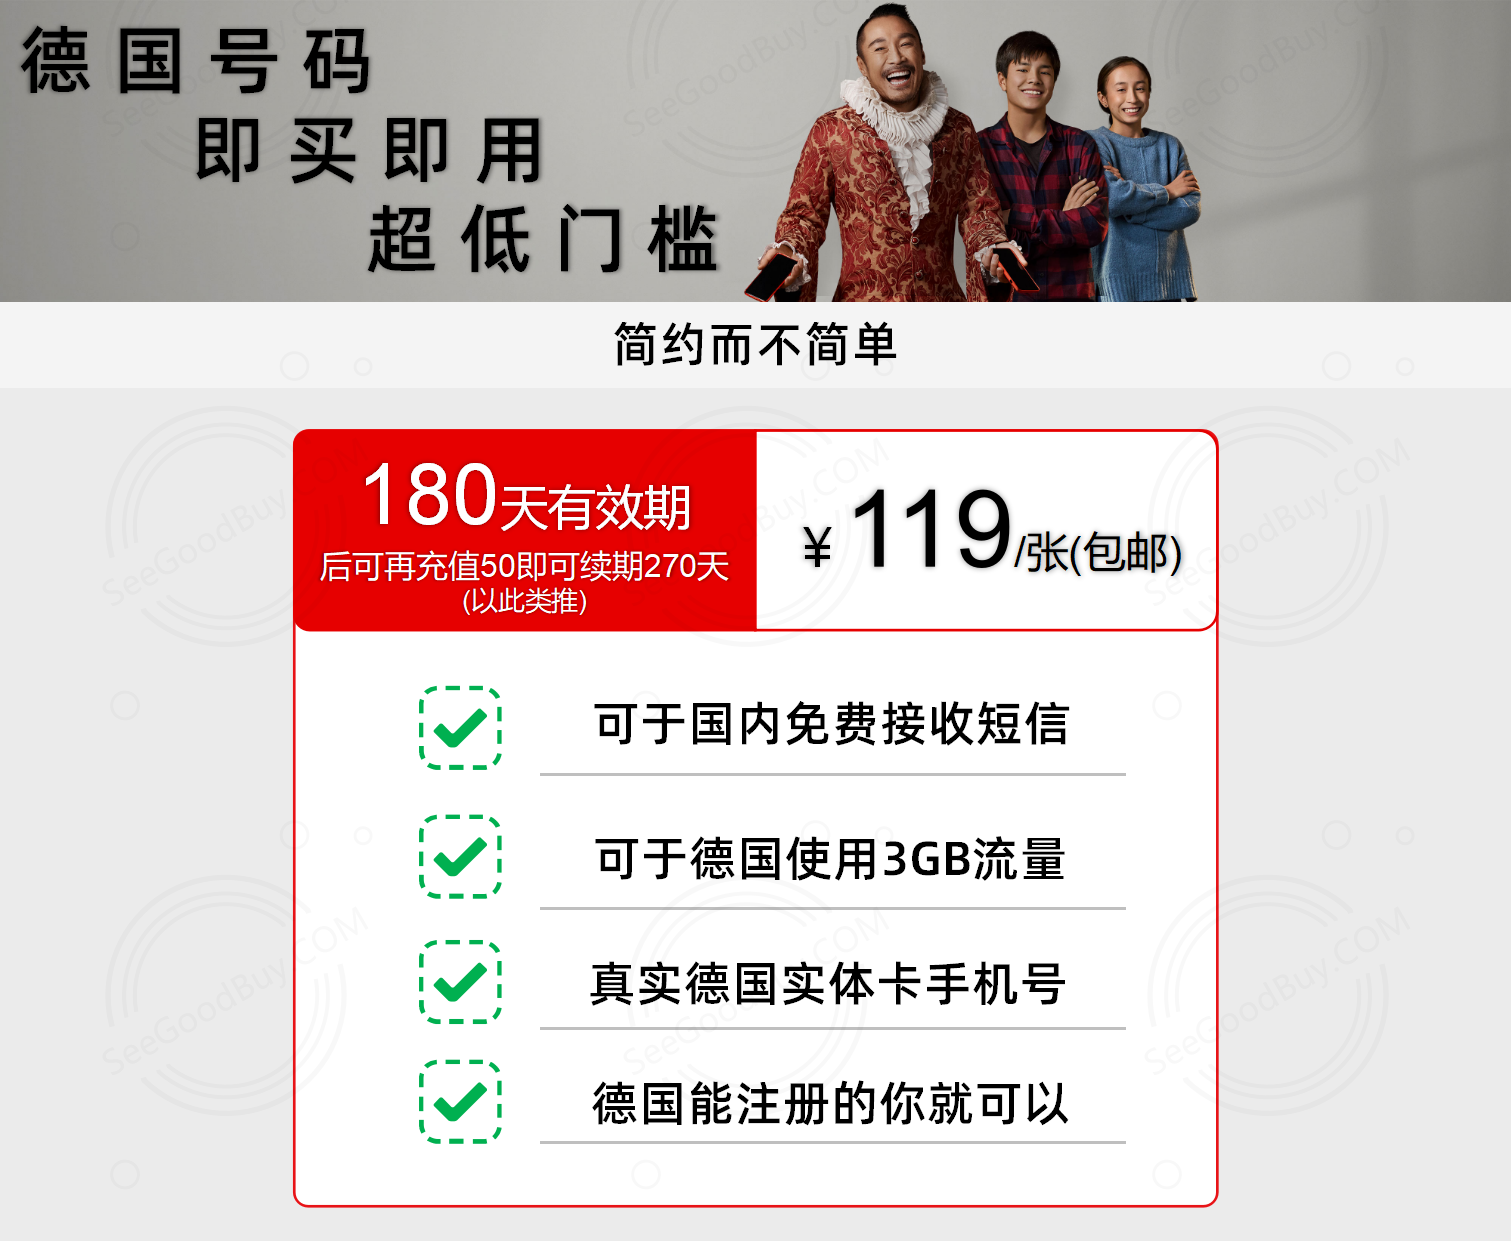 德国号码
即买即用
超低门槛
简约而不简单
180天有效期
后可再充值50即可续期270天
(以此类推)
¥119/张(包邮)
可于国内免费接收短信
可于德国使用3GB流量
真实德国实体卡手机号
德国能注册的你就可以
SeeGoodBuy.COM